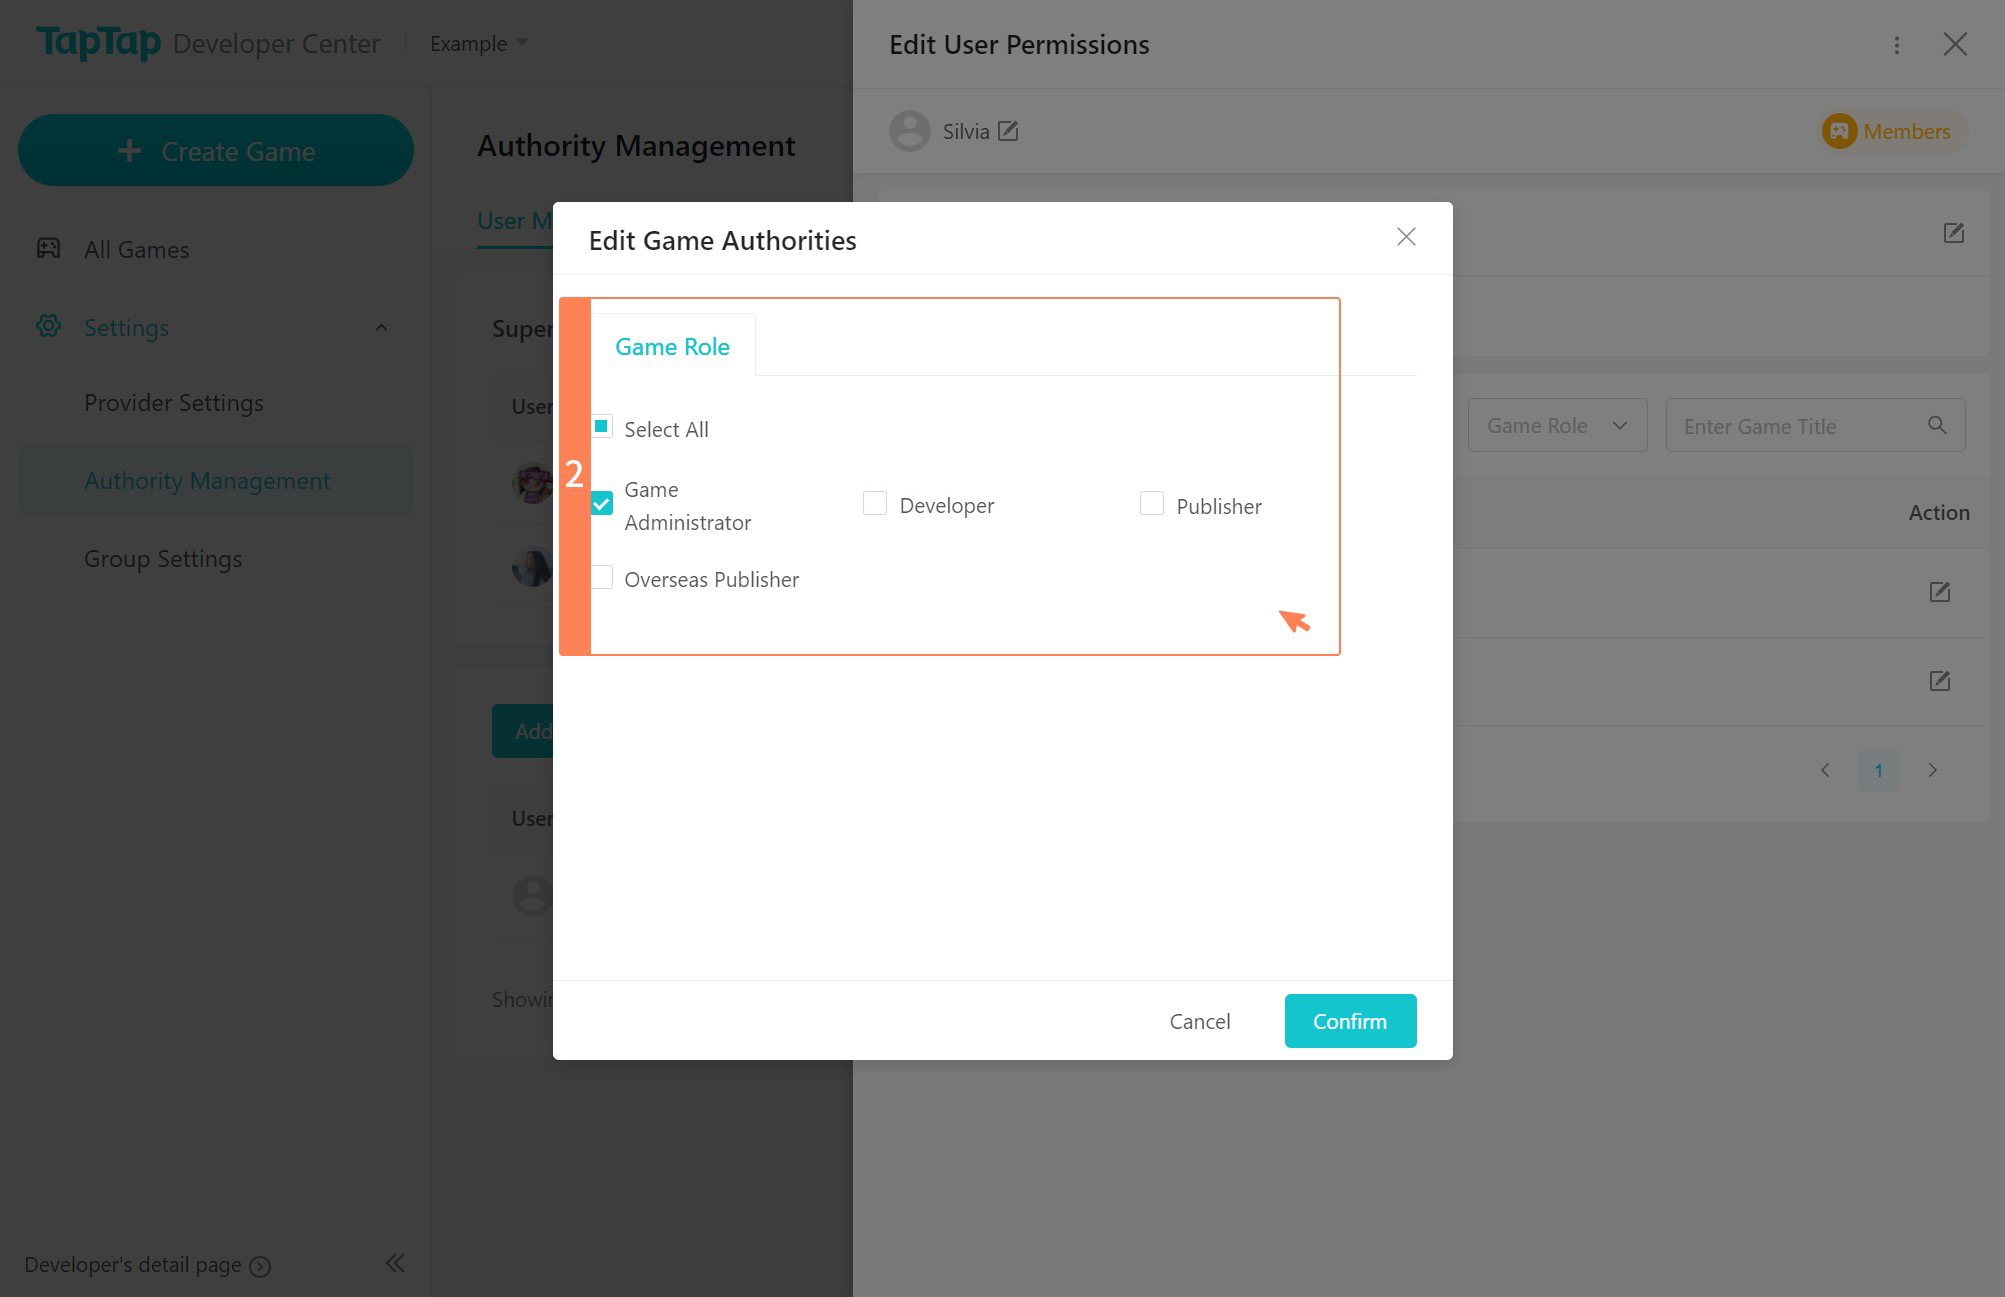 TapTap Developer Center
Example
Create Game
All Games
Settings
Provider Settings
Authority Management
Group Settings
Developer's detail page
Authority Management
User M
Super
User
Add
User
Showin
Edit User Permissions
Silvia
Members
Game Role
Enter Game Title
Action
1
Edit Game Authorities
2
Game Role
Select All
Game
Administrator
Developer
Publisher
Overseas Publisher
Cancel
Confirm